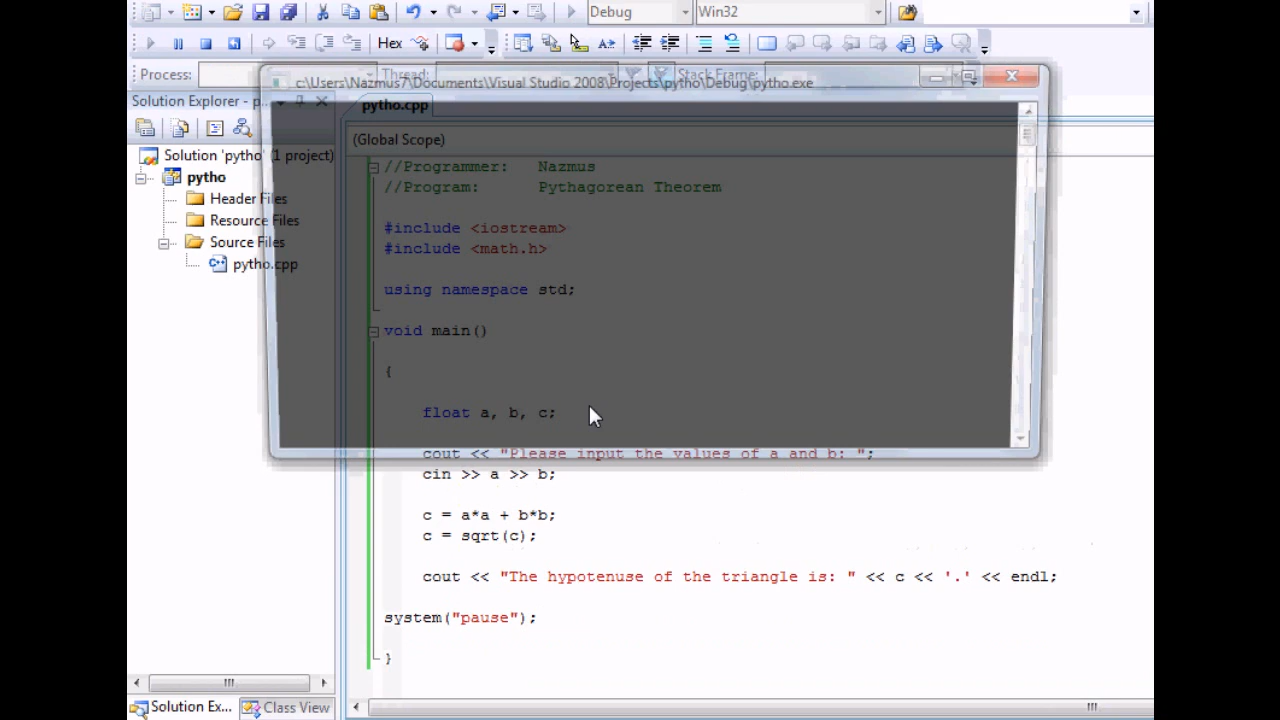 Debug Win32
Hex
Process: Thread: Stack Frame:
c:\Users\Nazmus7\Documents\Visual Studio 2008\Projects\pytho\Debug\pytho.exe
Solution Explorer - p...
pytho.cpp
(Global Scope)
Solution 'pytho' (1 project)
pytho
Header Files
Resource Files
Source Files
pytho.cpp
//Programmer: Nazmus
//Program: Pythagorean Theorem
#include <iostream>
#include <math.h>
using namespace std;
void main()
{
float a, b, c;
cout << "Please input the values of a and b: ";
cin >> a >> b;
c = a*a + b*b;
c = sqrt(c);
cout << "The hypotenuse of the triangle is: " << c << '.' << endl;
system("pause");
}
Solution Ex... Class View